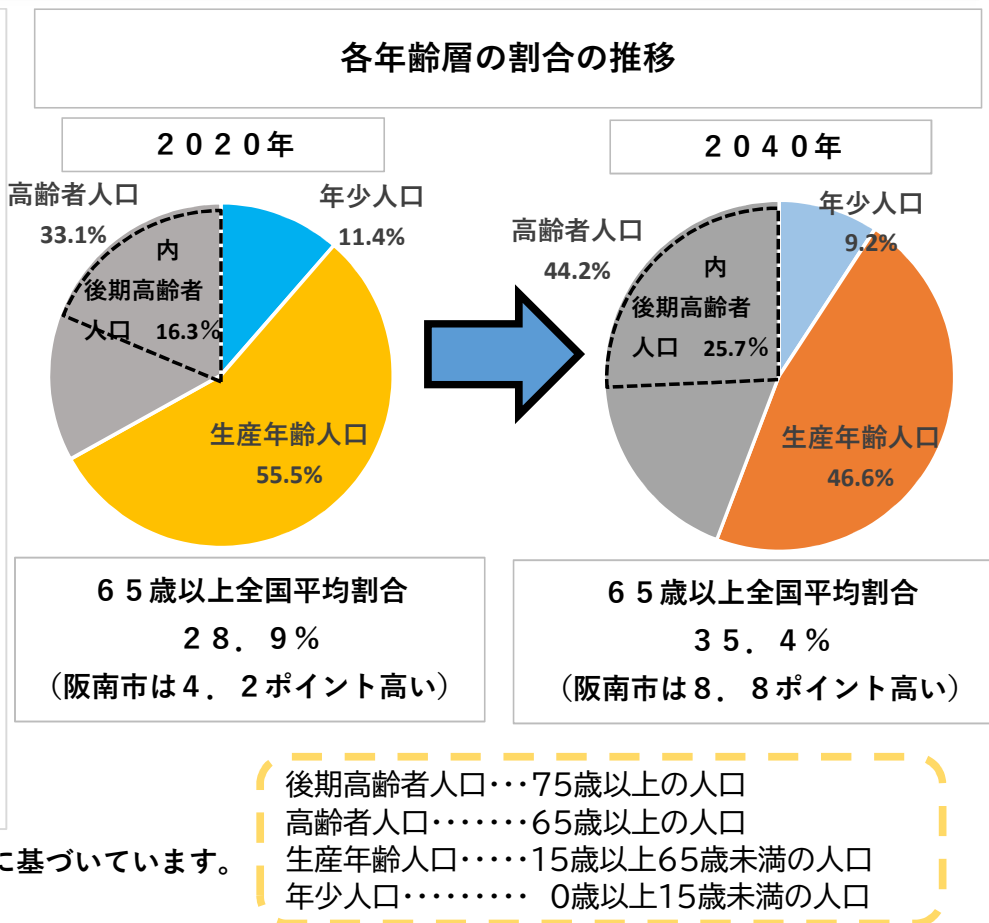 各年齢層の割合の推移
2020年
高齢者人口
33.1%
年少人口
11.4%
内
後期高齢者
人口 16.3%
生産年齢人口
55.5%
65歳以上全国平均割合
28.9%
(阪南市は4.2ポイント高い)
2040年
高齢者人口
44.2%
年少人口
9.2%
内
後期高齢者
人口 25.7%
生産年齢人口
46.6%
65歳以上全国平均割合
35.4%
(阪南市は8.8ポイント高い)
に基づいています。
後期高齢者人口･･･75歳以上の人口
高齢者人口･･･････65歳以上の人口
生産年齢人口･････15歳以上65歳未満の人口
年少人口･････････ 0歳以上15歳未満の人口